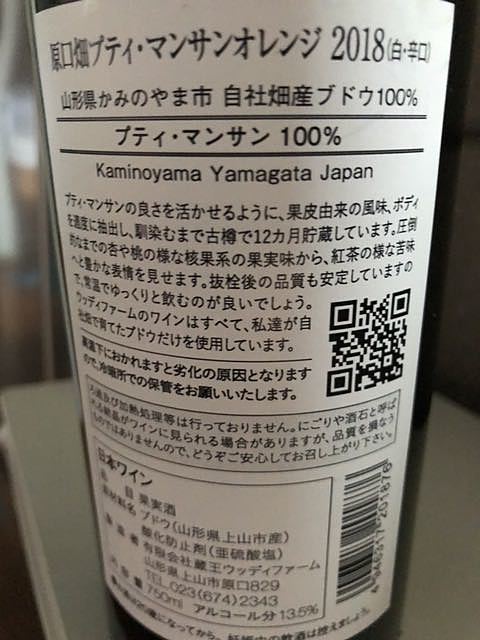 原口畑プティ・マンサンオレンジ 2018(白・辛口)
山形県かみのやま市 自社畑産ブドウ100%
プティ・マンサン 100%
Kaminoyama Yamagata Japan
プティ・マンサンの良さを活かせるように、果皮由来の風味、ボディ
を適度に抽出し、馴染むまで古樽で12カ月貯蔵しています。圧倒
的なまでの杏や桃の様な核果系の果実味から、紅茶の様な苦味
へと豊かな表情を見せます。抜栓後の品質も安定していますの
で、常温でゆっくりと飲むのが良いでしょう。
ウッディファームのワインはすべて、私達が自
社畑で育てたブドウだけを使用しています。
高温下におかれますと劣化の原因となります
ので、冷暗所での保管をお願いいたします。
ろ過及び加熱処理等は行っておりません。にごりや酒石と呼ば
れる結晶がワインに見られる場合がありますが、品質を損なう
ものではありませんので、どうぞご安心してお召し上がり下さい。
日本ワイン
品 目 果実酒
原材料名 ブドウ(山形県上山市産)
酸化防止剤(亜硫酸塩)
製造者 有限会社蔵王ウッディファーム
山形県上山市原口829
TEL.023(674)2343
容量 750ml アルコール分 13.5%
4946317201876